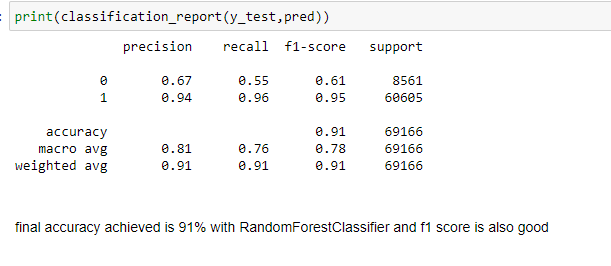 : print(classification_report(y_test,pred))
precision recall f1-score support
0 0.67 0.55 0.61 8561
1 0.94 0.96 0.95 60605
accuracy 0.91 69166
macro avg 0.81 0.76 0.78 69166
weighted avg 0.91 0.91 0.91 69166
final accuracy achieved is 91% with RandomForestClassifier and f1 score is also good